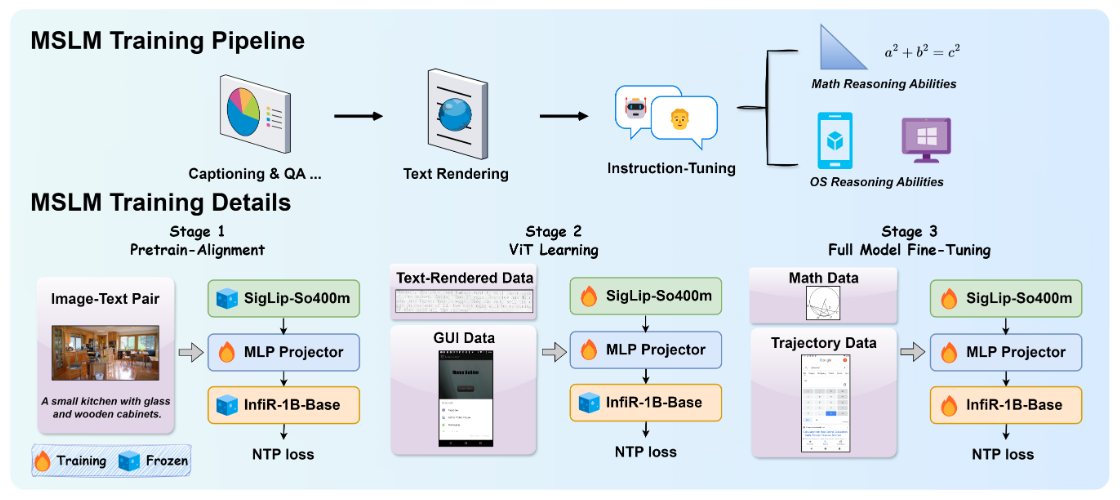 MSLM Training Pipeline
a² + b² = c²
Math Reasoning Abilities
Captioning & QA ...
Text Rendering
Instruction-Tuning
OS Reasoning Abilities
MSLM Training Details
Stage 1
Pretrain-Alignment
Stage 2
ViT Learning
Stage 3
Full Model Fine-Tuning
Image-Text Pair
A small kitchen with glass
and wooden cabinets.
SigLip-So400m
MLP Projector
InfiR-1B-Base
NTP loss
Text-Rendered Data
GUI Data
SigLip-So400m
MLP Projector
InfiR-1B-Base
NTP loss
Math Data
Trajectory Data
Google
SigLip-So400m
MLP Projector
InfiR-1B-Base
NTP loss
Training
Frozen